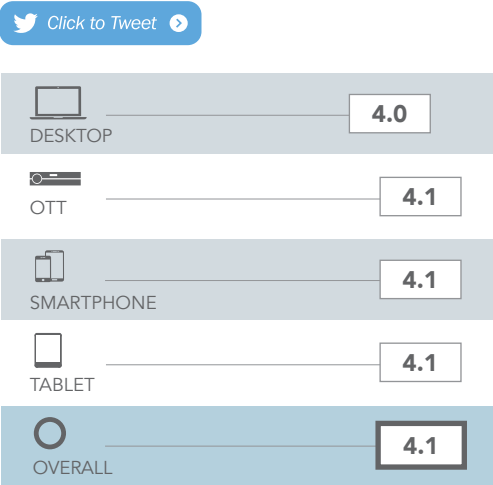 Click to Tweet
4.0
DESKTOP
4.1
OTT
4.1
SMARTPHONE
4.1
TABLET
4.1
OVERALL